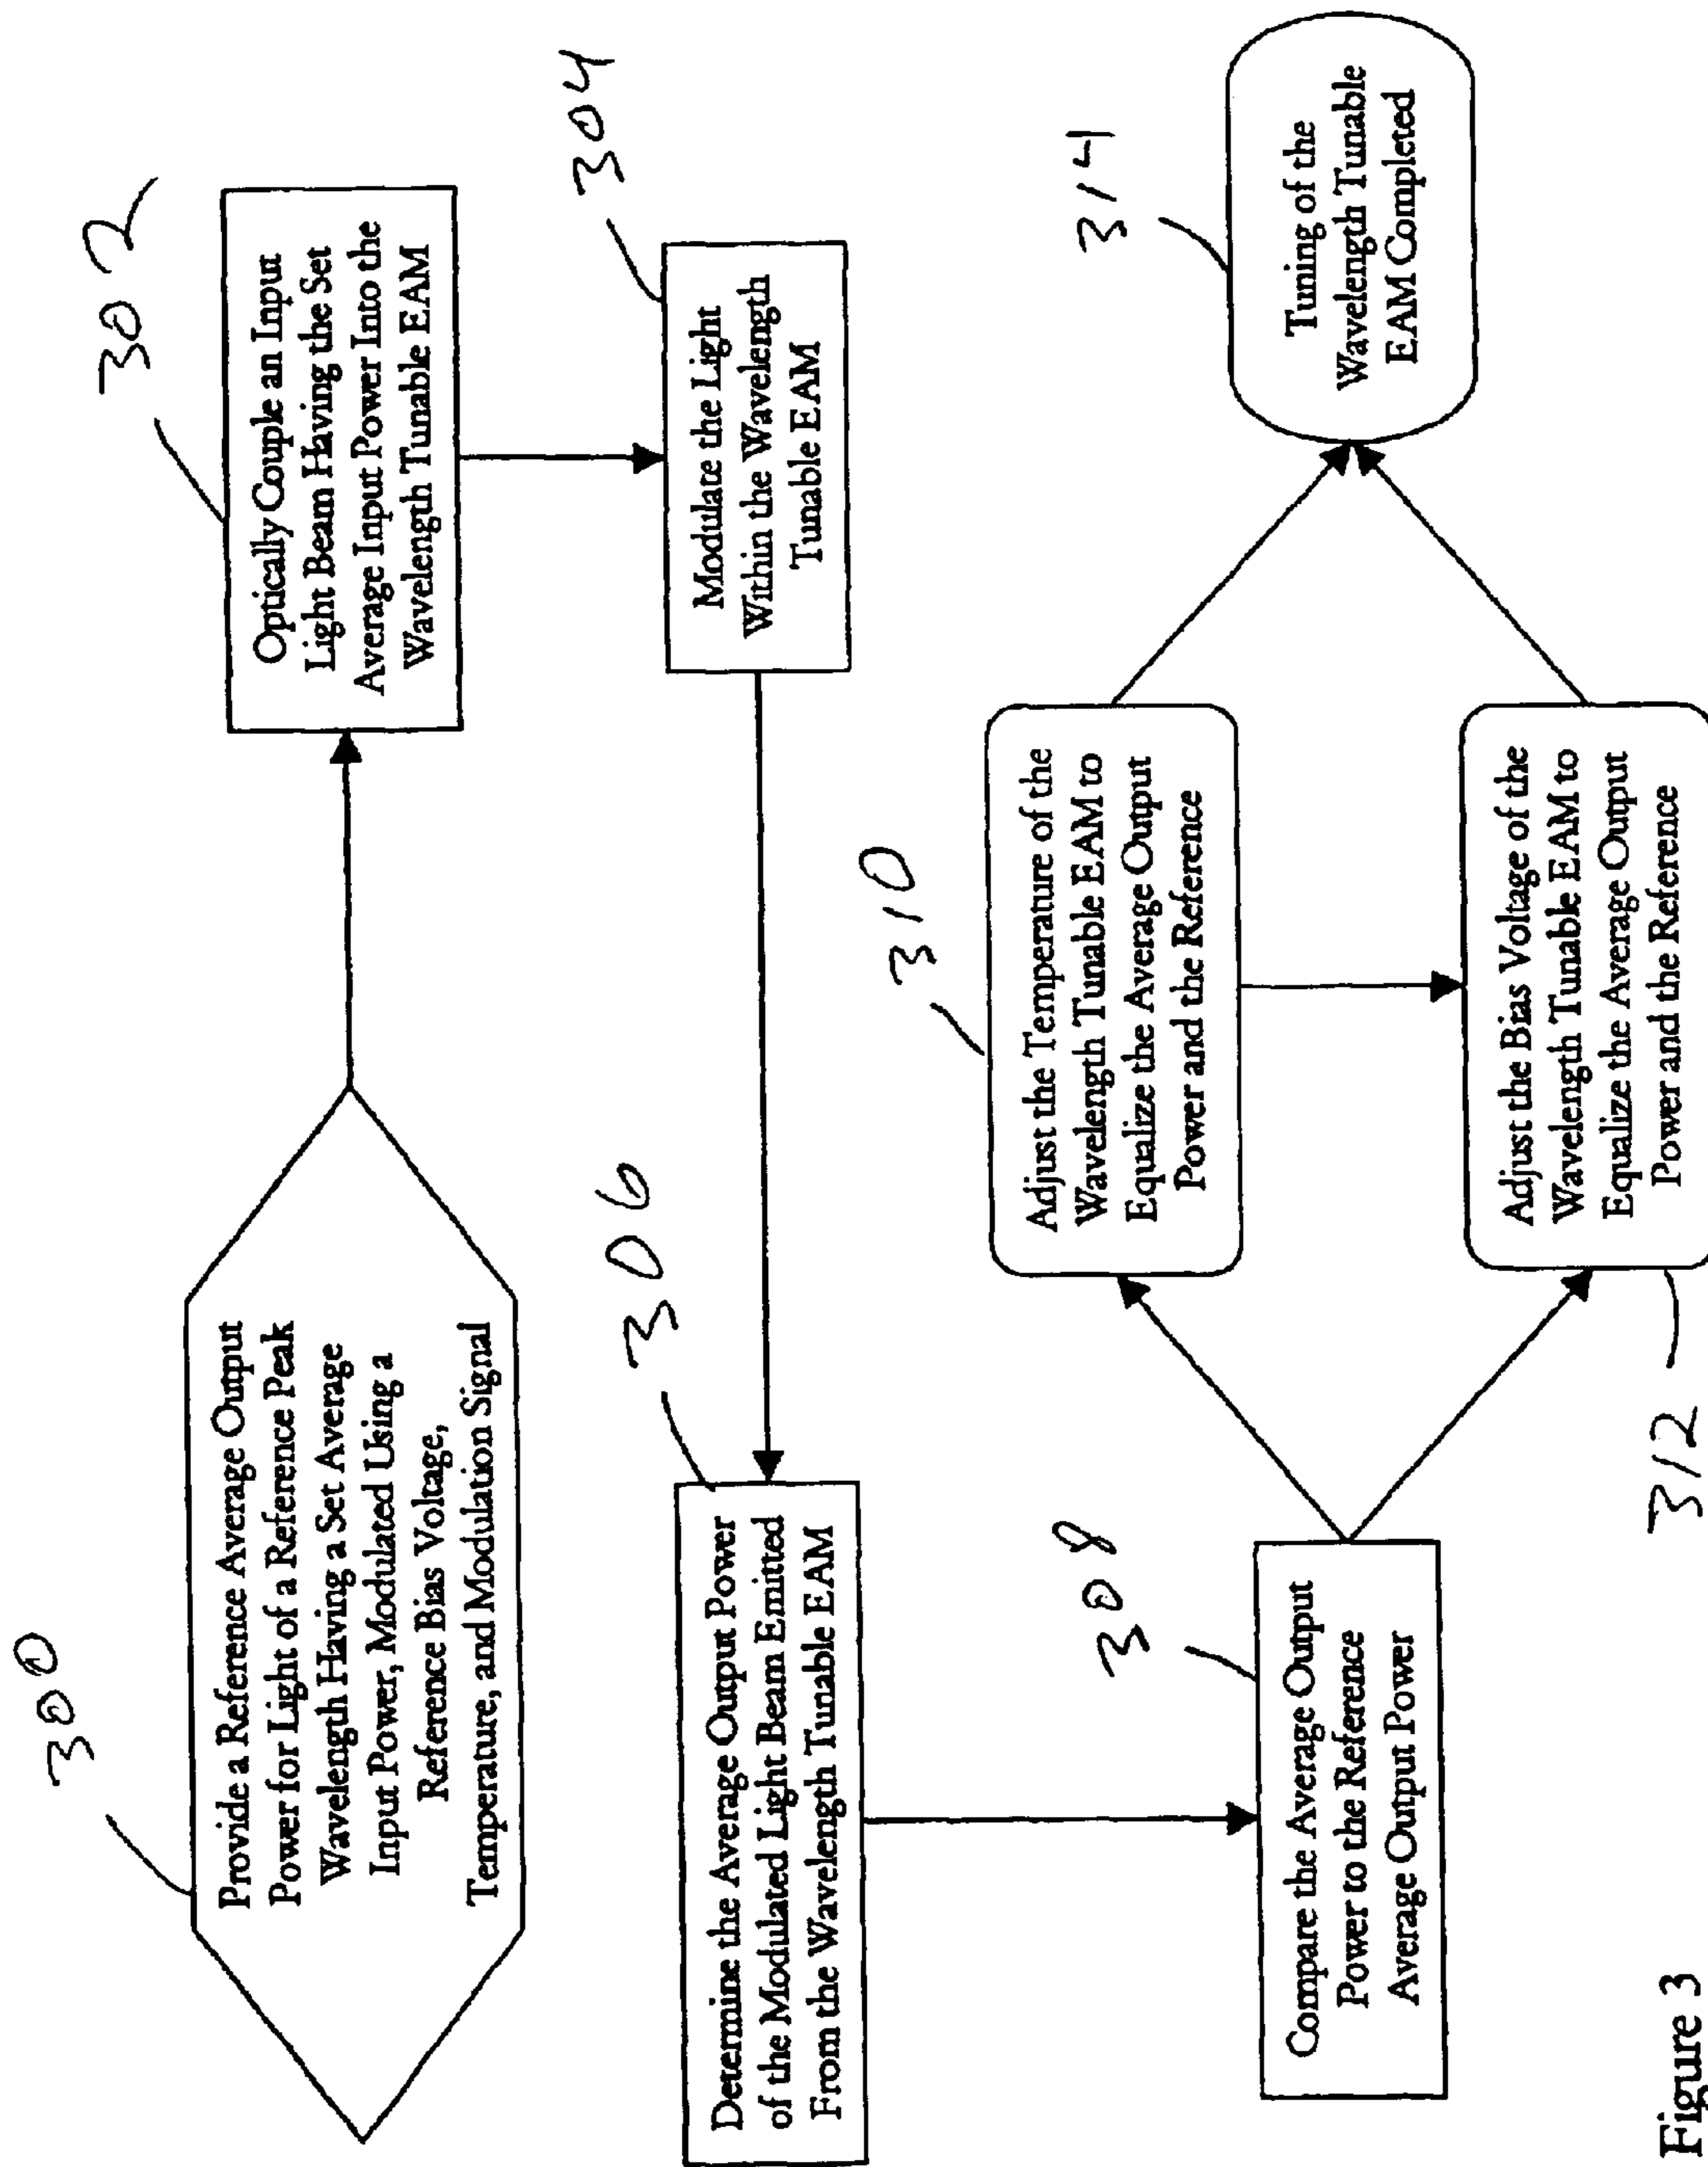 300
Provide a Reference Average Output
Power for Light of a Reference Peak
Wavelength Having a Set Average
Input Power, Modulated Using a
Reference Bias Voltage,
Temperature, and Modulation Signal
302
Optically Couple an Input
Light Beam Having the Set
Average Input Power Into the
Wavelength Tunable EAM
304
Modulate the Light
Within the Wavelength
Tunable EAM
306
Determine the Average Output Power
of the Modulated Light Beam Emitted
From the Wavelength Tunable EAM
308
Compare the Average Output
Power to the Reference
Average Output Power
310
Adjust the Temperature of the
Wavelength Tunable EAM to
Equalize the Average Output
Power and the Reference
312
Adjust the Bias Voltage of the
Wavelength Tunable EAM to
Equalize the Average Output
Power and the Reference
314
Tuning of the
Wavelength Tunable
EAM Completed
Figure 3